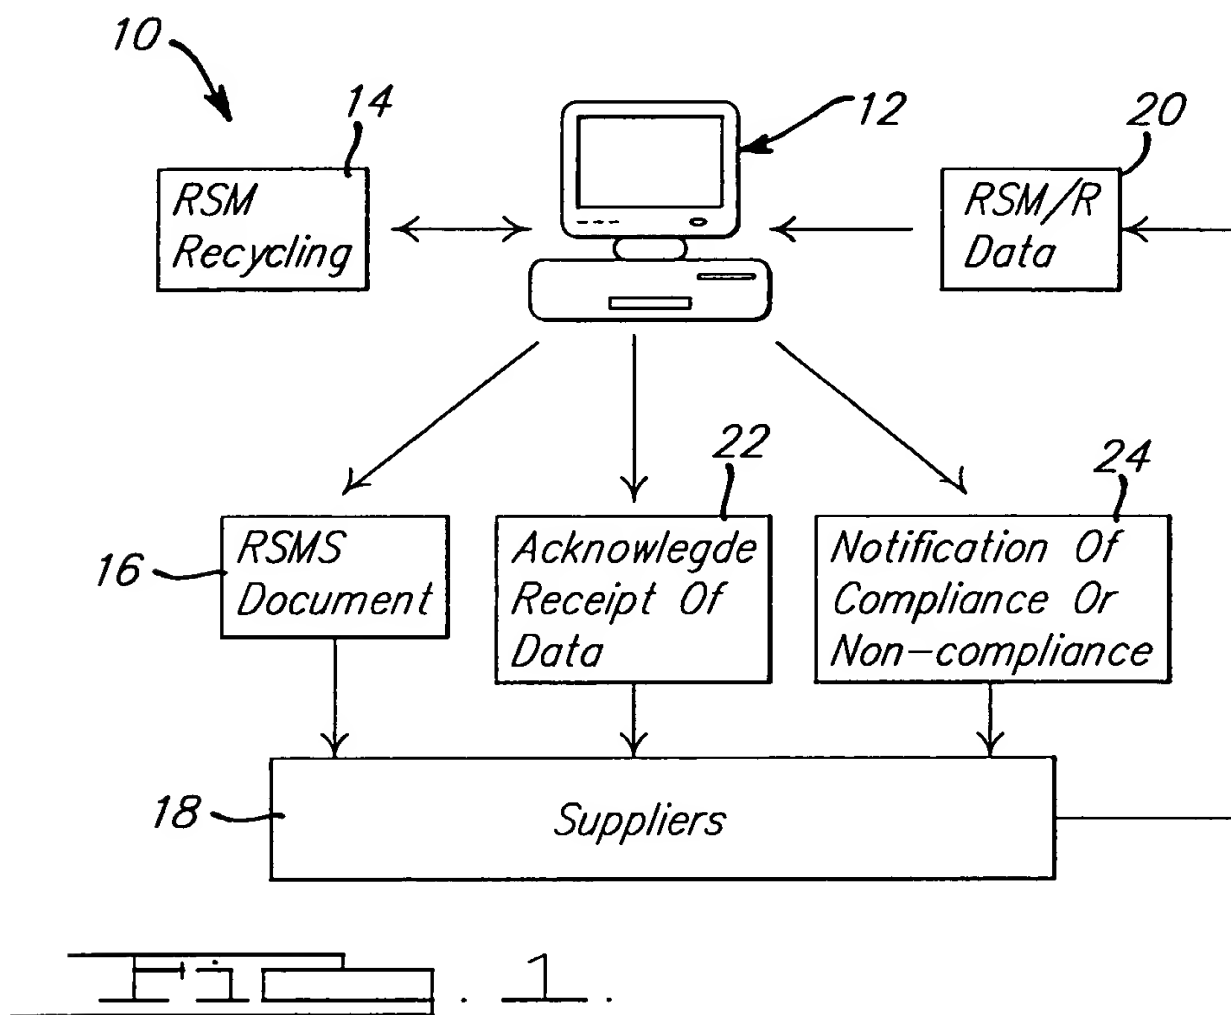 10
14
12
20
RSM
Recycling
RSM/R
Data
22
24
16
RSMS
Document
Acknowlegde
Receipt Of
Data
Notification Of
Compliance Or
Non-compliance
18
Suppliers
Fig. 1.